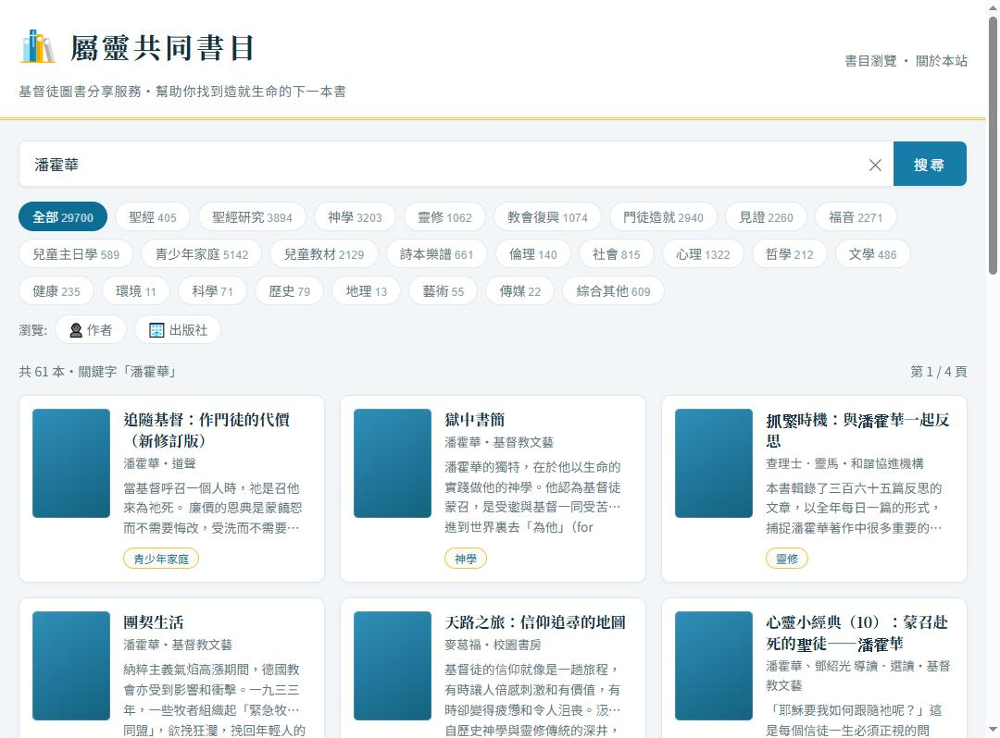 屬靈共同書目
書目瀏覽 · 關於本站
基督徒圖書分享服務·幫助你找到造就生命的下一本書
潘霍華
搜尋
全部 29700 聖經 405 聖經研究 3894 神學 3203 靈修 1062 教會復興 1074 門徒造就 2940 見證 2260 福音 2271
兒童主日學 589 青少年家庭 5142 兒童教材 2129 詩本樂譜 661 倫理 140 社會 815 心理 1322 哲學 212 文學 486
健康 235 環境 11 科學 71 歷史 79 地理 13 藝術 55 傳媒 22 綜合其他 609
瀏覽: 作者 出版社
共 61 本·關鍵字「潘霍華」
第 1 / 4 頁
追隨基督：作門徒的代價
（新修訂版）
潘霍華·道聲
當基督呼召一個人時，祂是召他
來為祂死。 廉價的恩典是蒙饒恕
而不需要悔改，受洗而不需要…
青少年家庭
獄中書簡
潘霍華·基督教文藝
潘霍華的獨特，在於他以生命的
實踐做他的神學。他認為基督徒
蒙召，是受邀與基督一同受苦…
進到世界裏去「為他」（for
神學
抓緊時機：與潘霍華一起反
思
查理士‧靈馬·和諧協進機構
本書輯錄了三百六十五篇反思的
文章，以全年每日一篇的形式，
捕捉潘霍華著作中很多重要的…
靈修
團契生活
潘霍華·基督教文藝
納粹主義氣焰高漲期間，德國教
會亦受到影響和衝擊。一九三三
年，一些牧者組織起「緊急牧…
同盟」，欲挽狂瀾，挽回年輕人的
天路之旅：信仰追尋的地圖
麥葛福·校園書房
基督徒的信仰就像是一趟旅程，
有時讓人倍感刺激和有價值，有
時卻變得疲憊和令人沮喪。汲…
自歷史神學與靈修傳統的深井，
心靈小經典（10）：蒙召赴
死的聖徒——潘霍華
潘霍華、鄧紹光 導讀．選讀·基督
教文藝
「耶穌要我如何跟隨祂呢？」這
是每個信徒一生必須正視的問